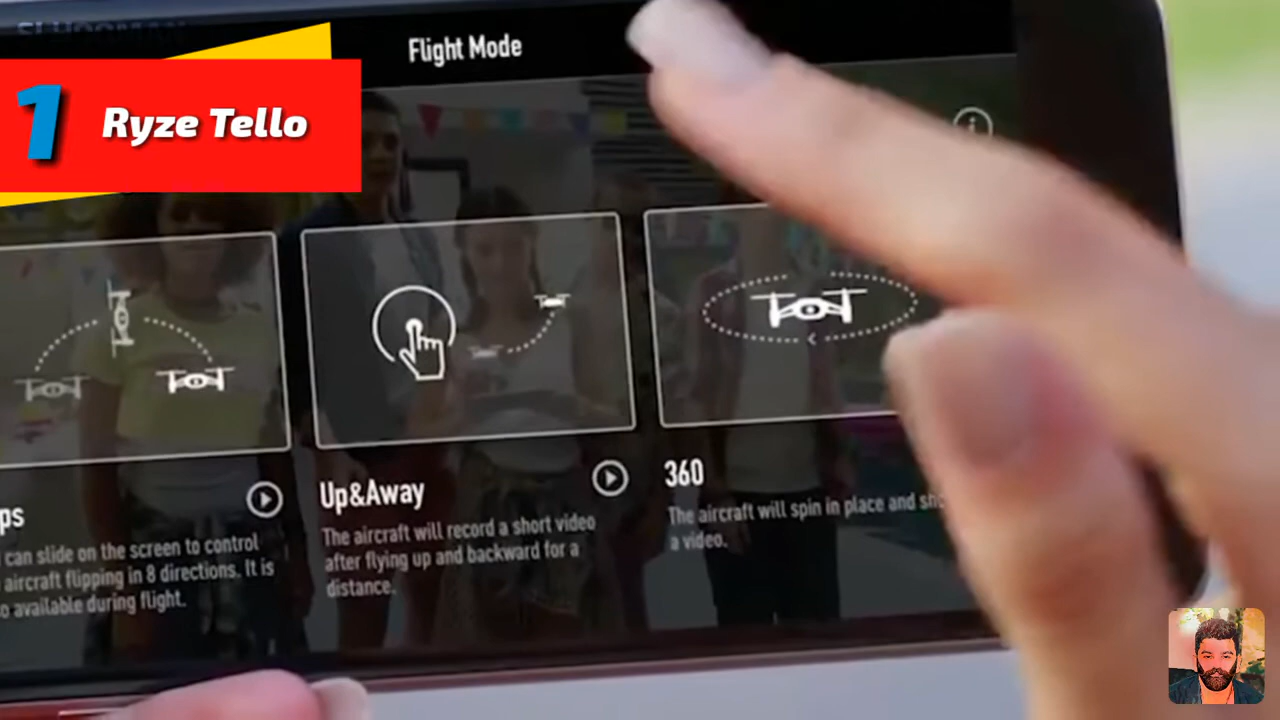 Flight Mode
1 Ryze Tello
ps
can slide on the screen to control
aircraft flipping in 8 directions. It is
o available during flight.
Up&Away
The aircraft will record a short video
after flying up and backward for a
distance.
360
The aircraft will spin in place and sho
a video.